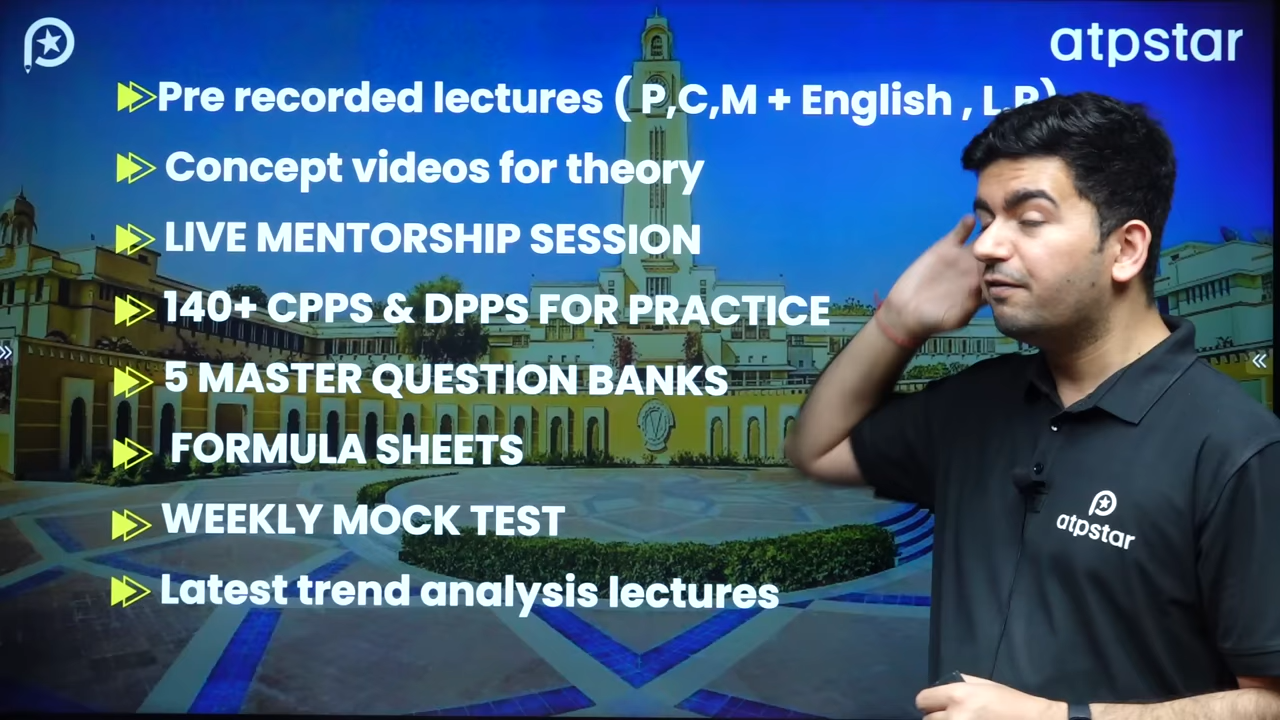 atpstar
Pre recorded lectures ( P,C,M + English , L.R)
Concept videos for theory
LIVE MENTORSHIP SESSION
140+ CPPS & DPPS FOR PRACTICE
5 MASTER QUESTION BANKS
FORMULA SHEETS
WEEKLY MOCK TEST
Latest trend analysis lectures
atpstar